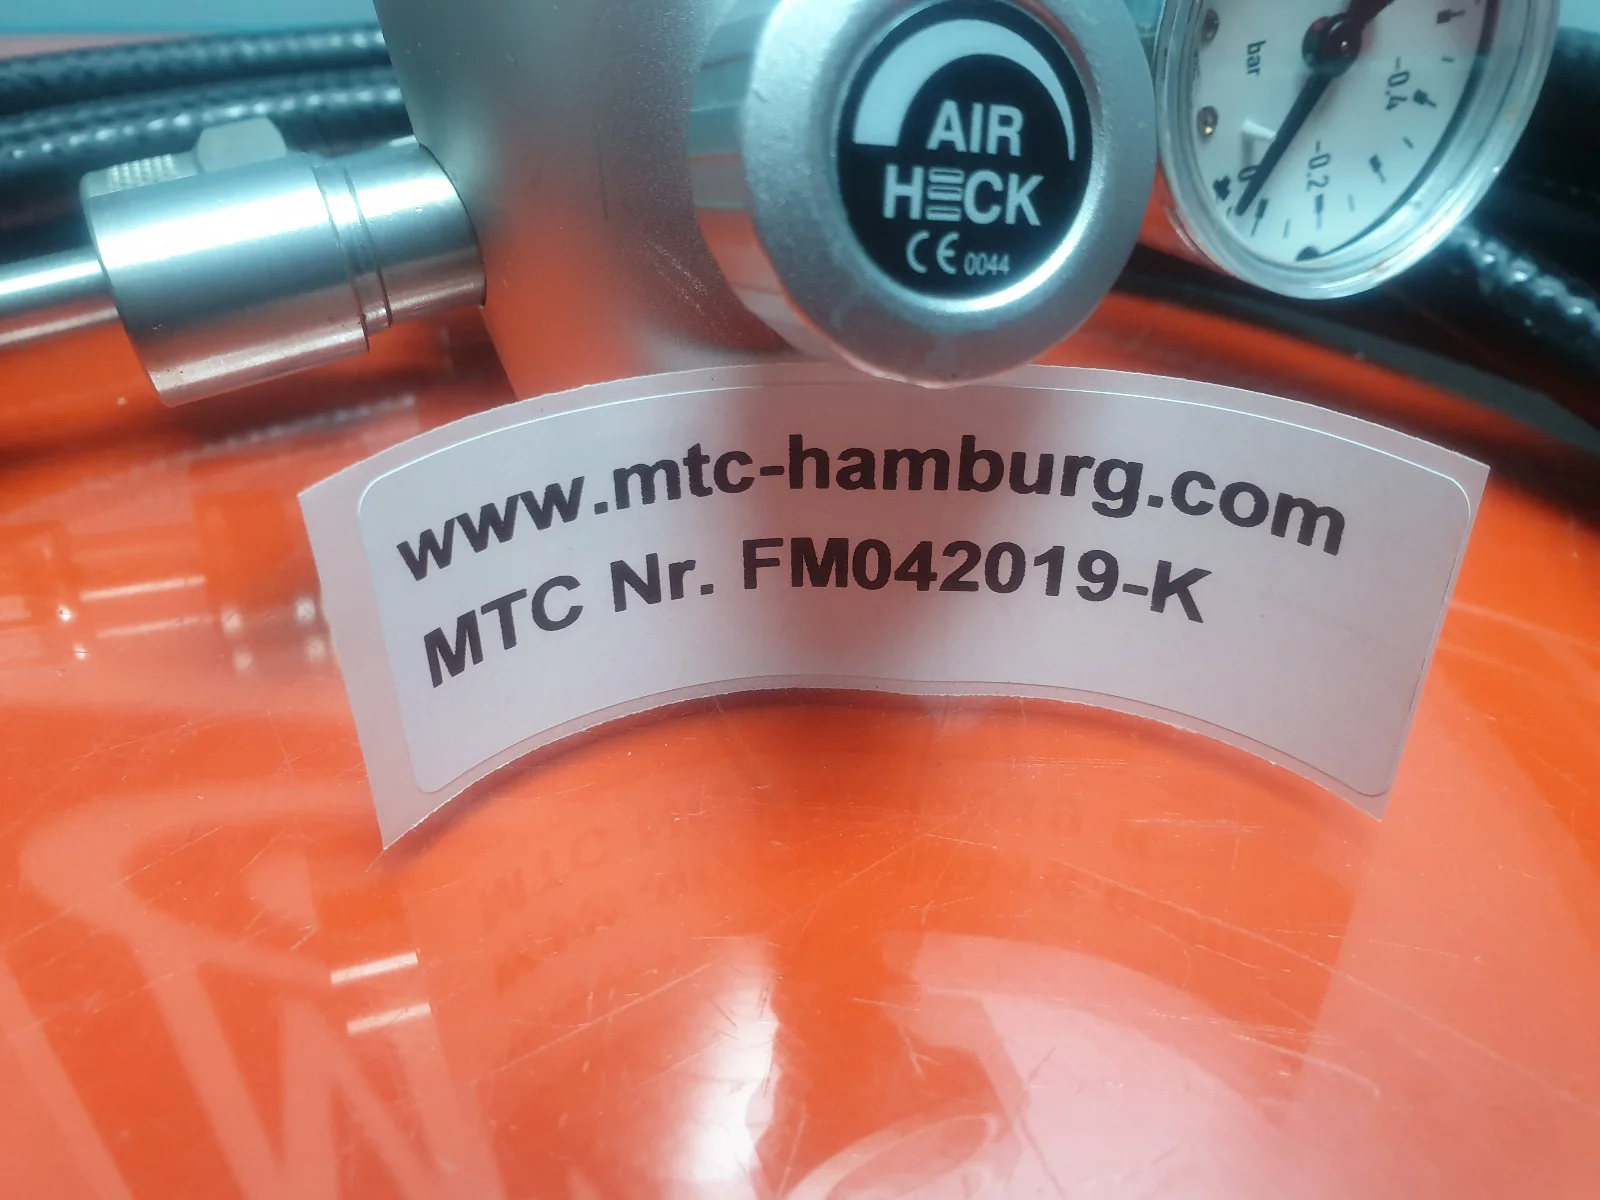 AIR
HECK
CE 0044
bar
-0.4
-0.2
0
www.mtc-hamburg.com
MTC Nr. FM042019-K